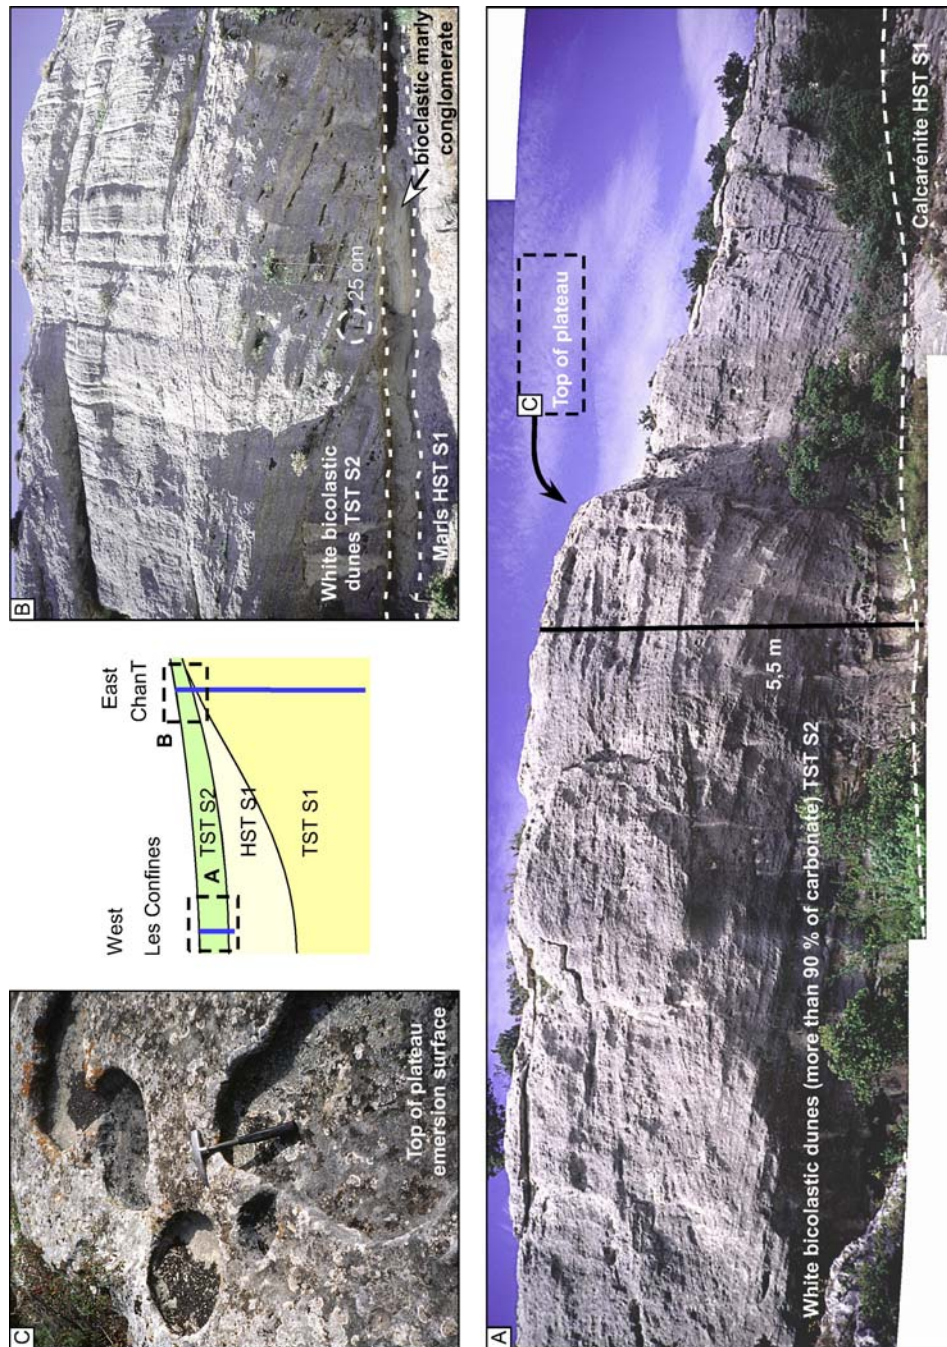 C
Top of plateau
emersion surface
West
Les Confines
East
ChanT
A
B
TST S2
HST S1
TST S1
B
White bicolastic
dunes TST S2
25 cm
bioclastic marly
conglomerate
Marls HST S1
A
C
Top of plateau
5,5 m
White bicolastic dunes (more than 90 % of carbonate) TST S2
Calcarénite HST S1